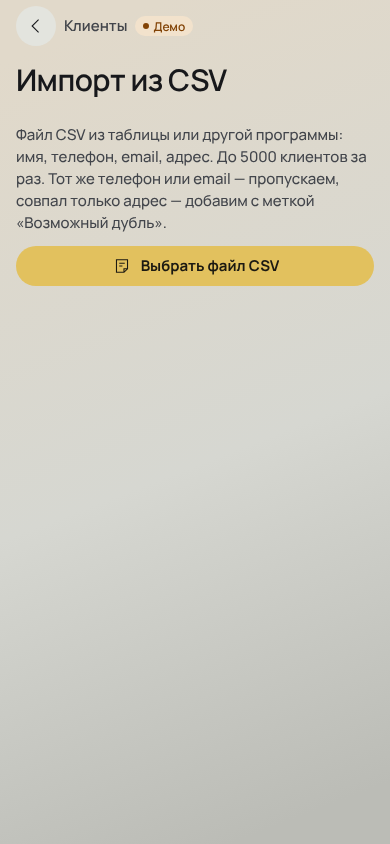 Клиенты
Демо
Импорт из CSV
Файл CSV из таблицы или другой программы:
имя, телефон, email, адрес. До 5000 клиентов за
раз. Тот же телефон или email — пропускаем,
совпал только адрес — добавим с меткой
«Возможный дубль».
Выбрать файл CSV